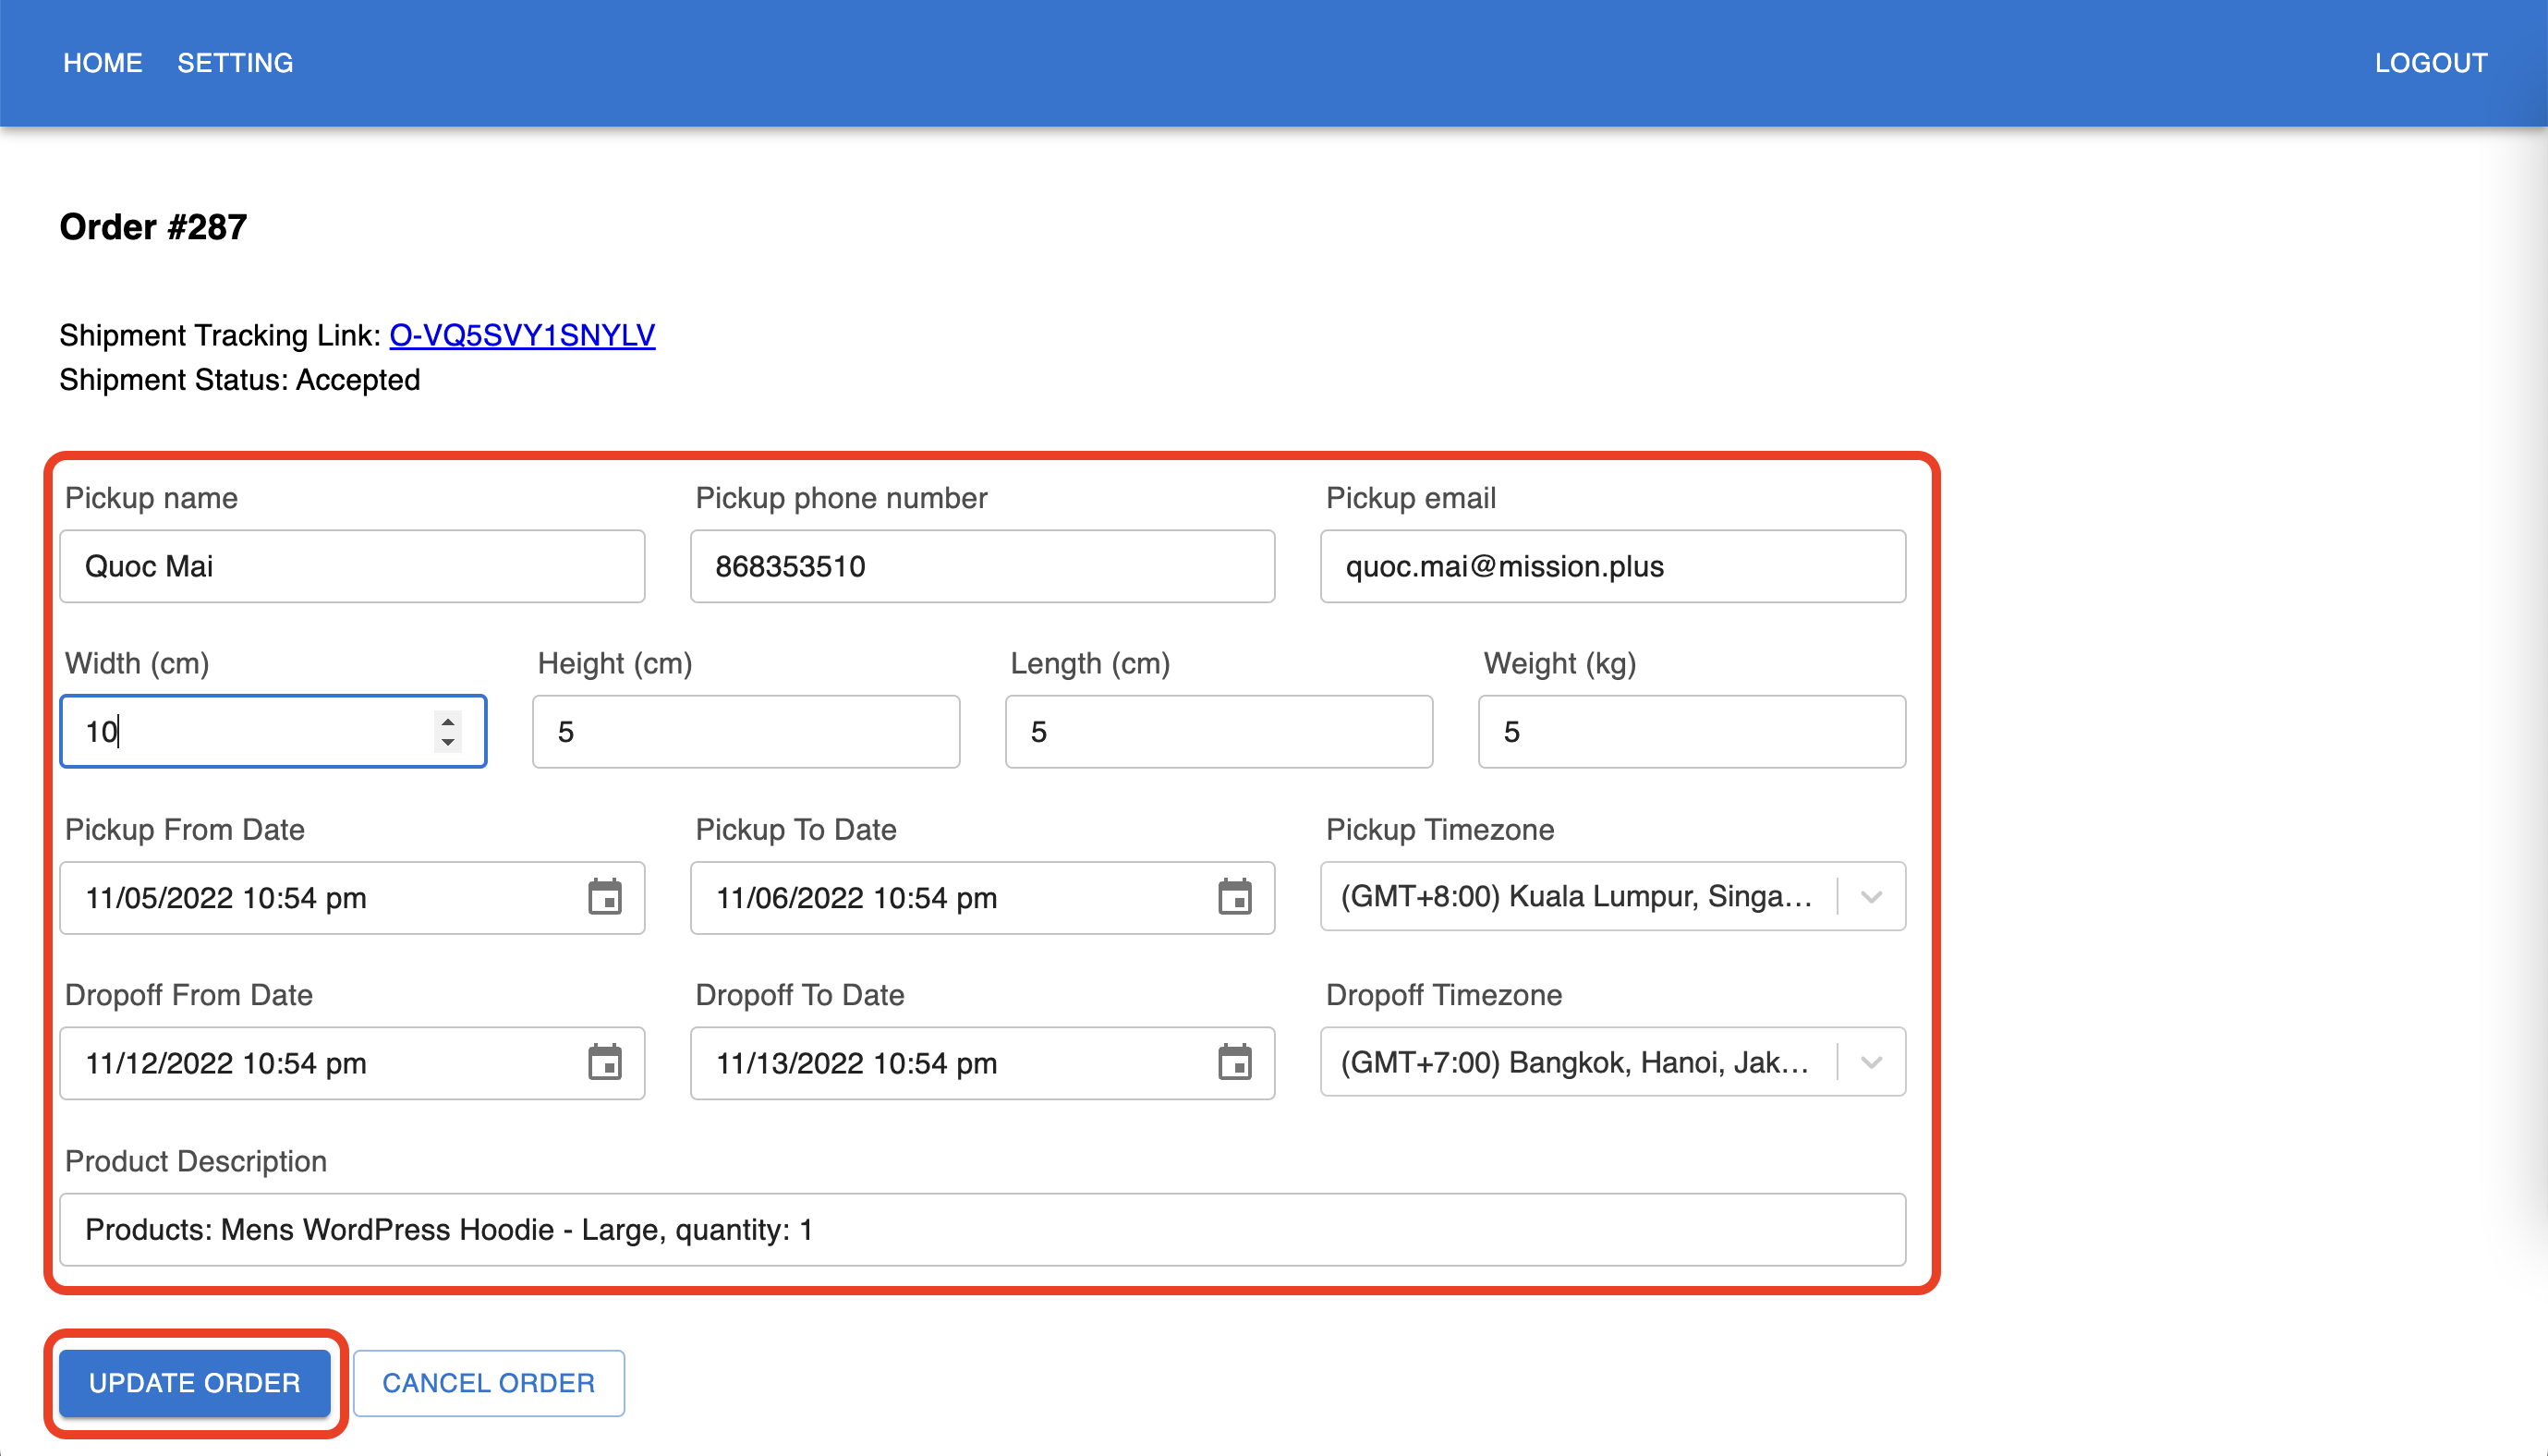 HOME SETTING LOGOUT
Order #287
Shipment Tracking Link: O-VQ5SVY1SNYLV
Shipment Status: Accepted
Pickup name Pickup phone number Pickup email
Quoc Mai 868353510 quoc.mai@mission.plus
Width (cm) Height (cm) Length (cm) Weight (kg)
10 5 5 5
Pickup From Date Pickup To Date Pickup Timezone
11/05/2022 10:54 pm 11/06/2022 10:54 pm (GMT+8:00) Kuala Lumpur, Singa...
Dropoff From Date Dropoff To Date Dropoff Timezone
11/12/2022 10:54 pm 11/13/2022 10:54 pm (GMT+7:00) Bangkok, Hanoi, Jak...
Product Description
Products: Mens WordPress Hoodie - Large, quantity: 1
UPDATE ORDER CANCEL ORDER